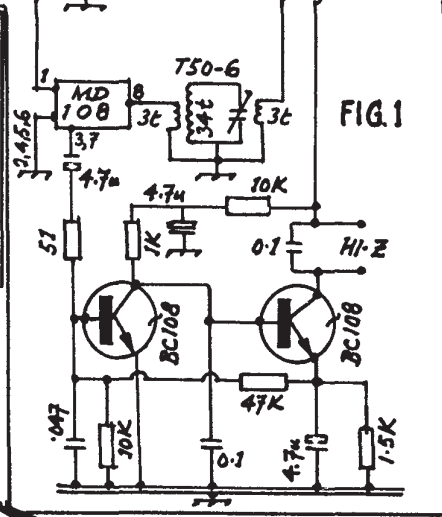 T50-6
1
MD
108
8
3t
34t
3t
FIG.1
2,4,5,6
3,7
4.7u
4.7u
10K
51
1K
0.1
HI-Z
BC108
BC108
47K
.047
10K
0.1
4.7u
1.5K